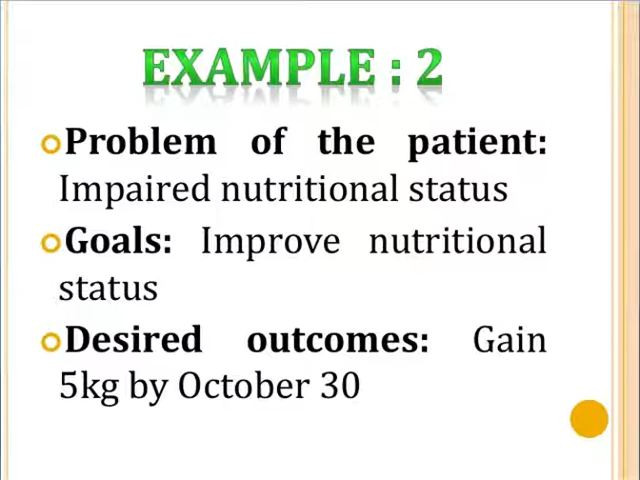 EXAMPLE : 2
Problem of the patient:
Impaired nutritional status
Goals: Improve nutritional
status
Desired outcomes: Gain
5kg by October 30